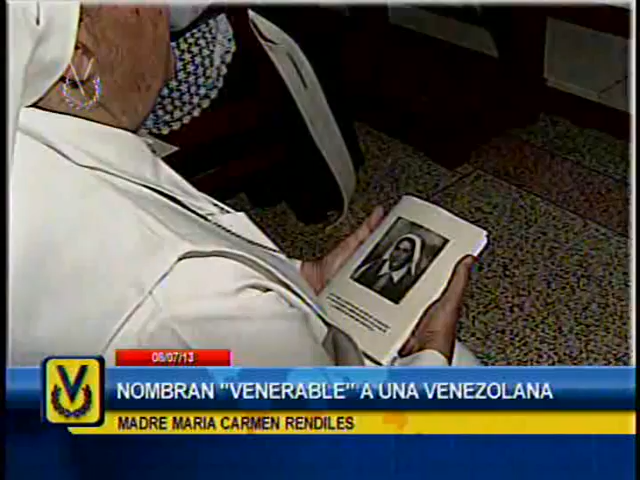 08/07/13
NOMBRAN "VENERABLE" A UNA VENEZOLANA
MADRE MARIA CARMEN RENDILES